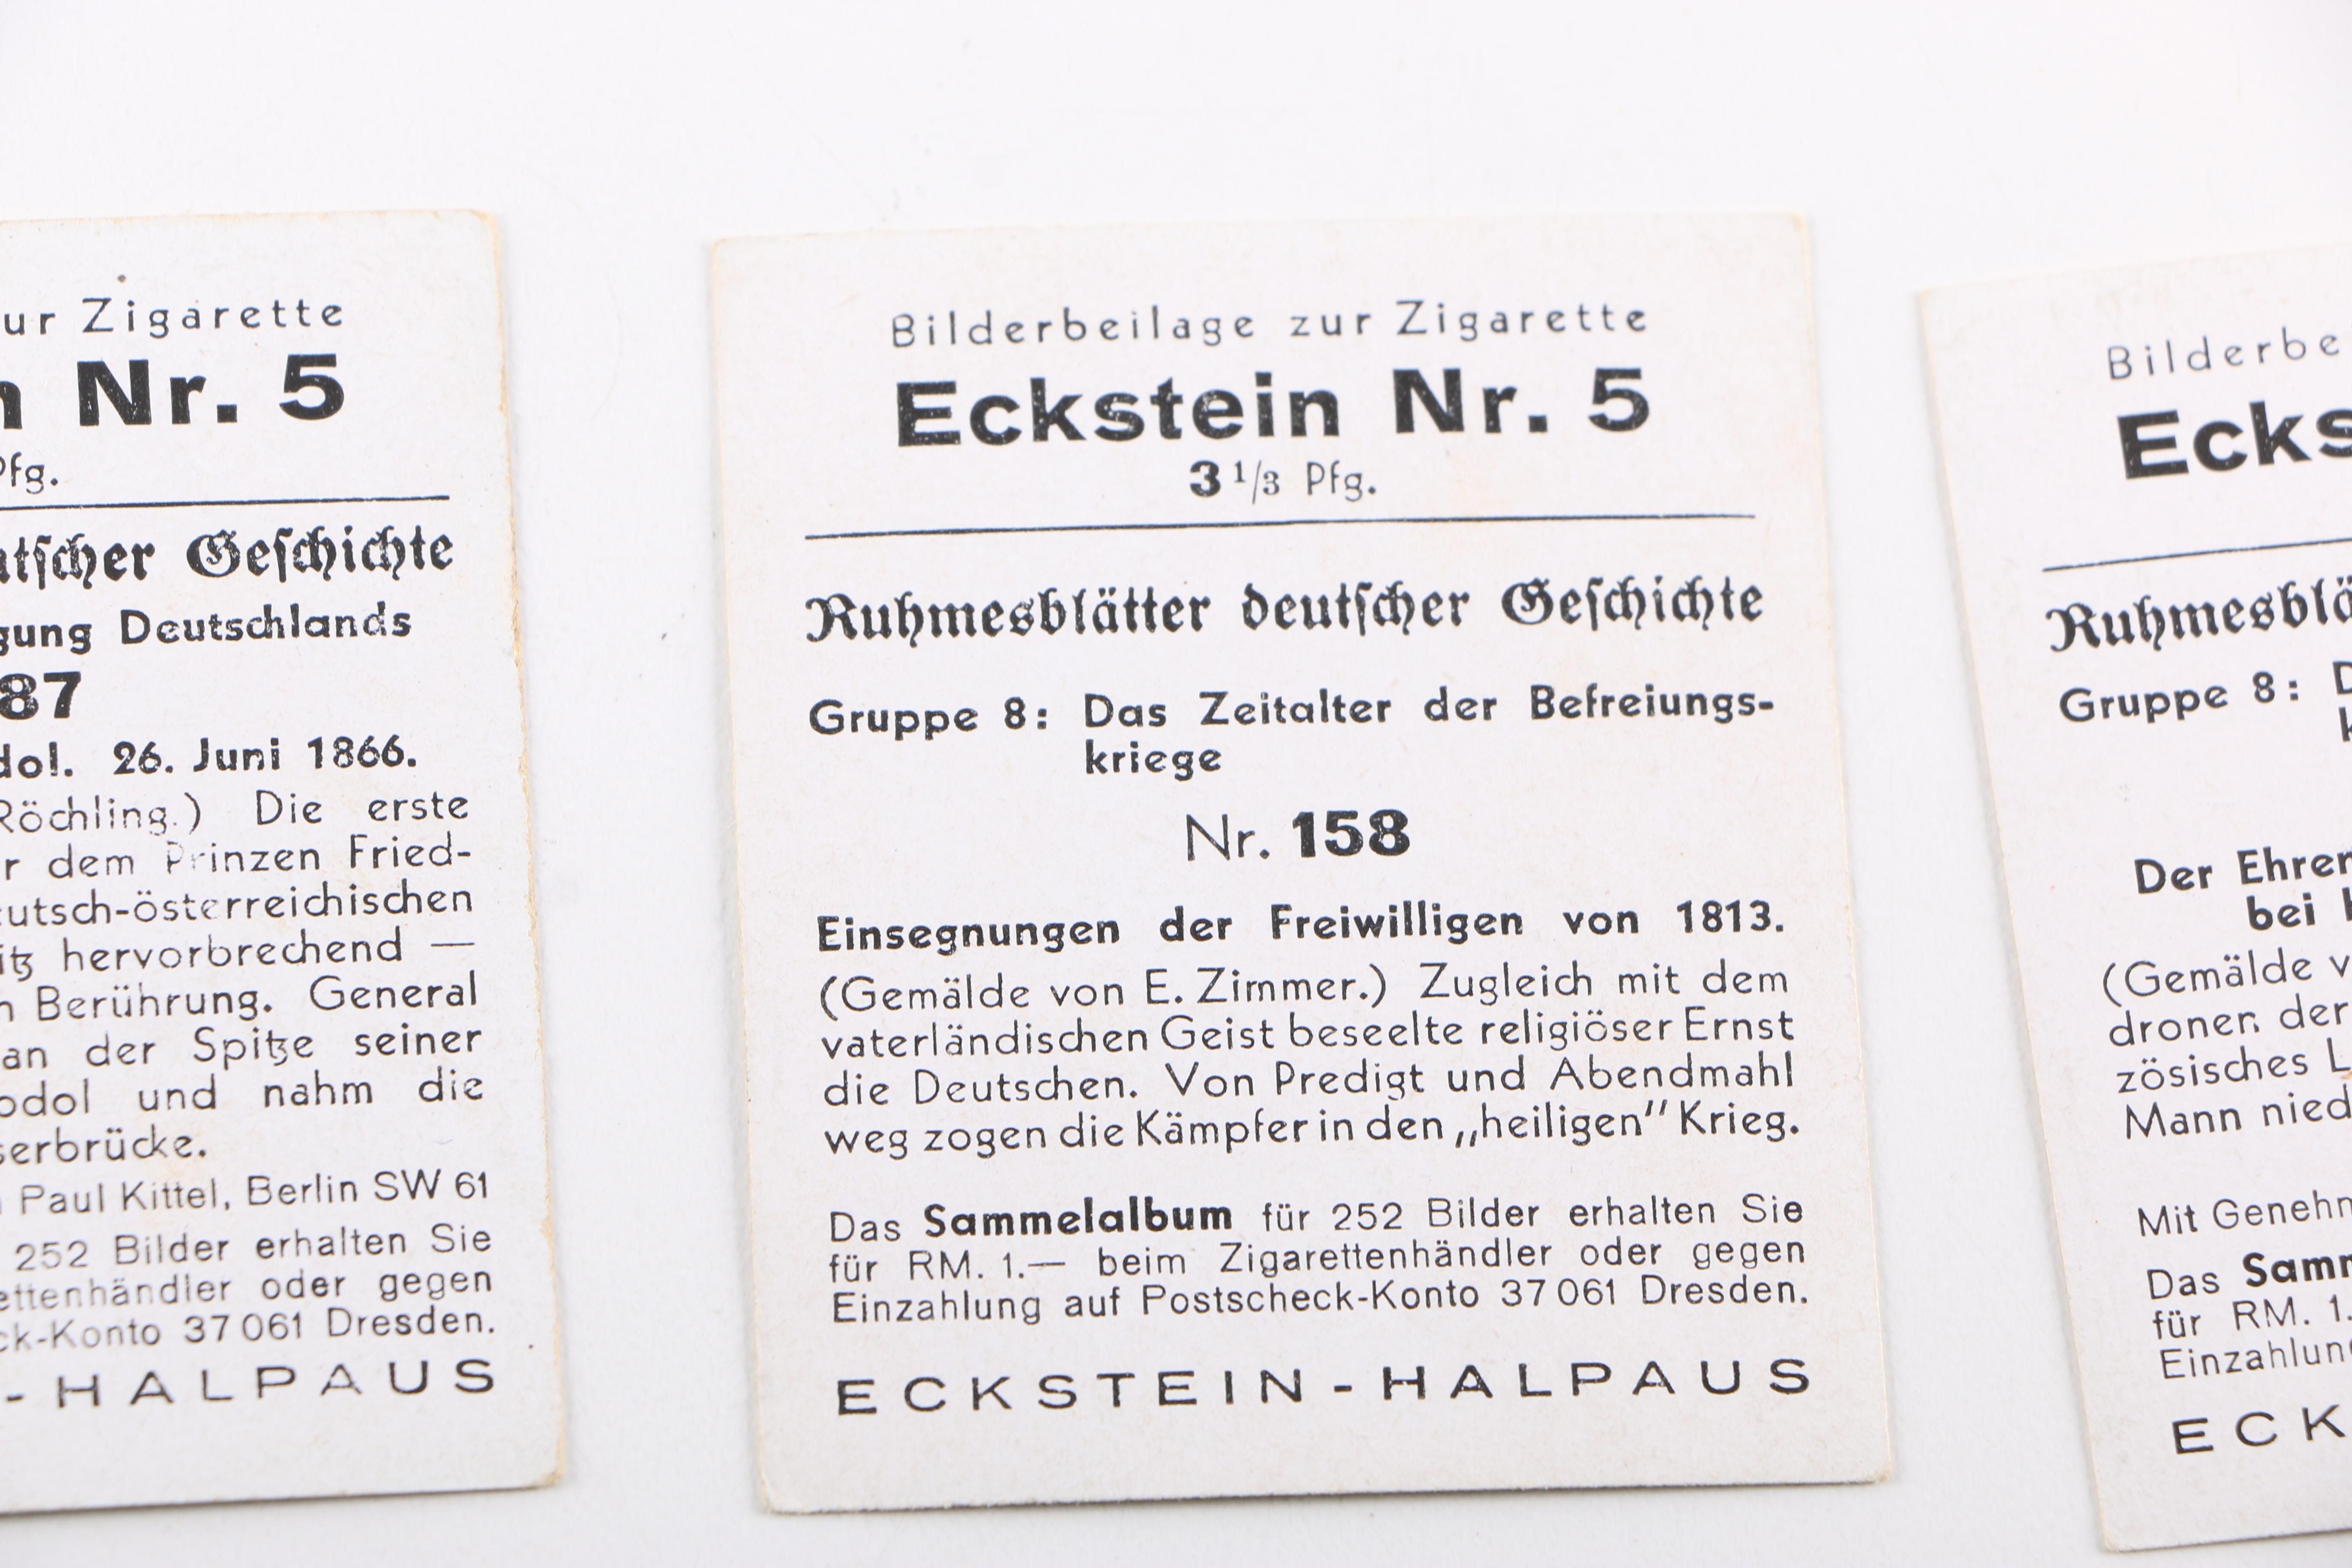 ur Zigarette
Nr. 5
Pfg.
utscher Geschichte
gung Deutschlands
87
dol. 26. Juni 1866.
Röchling.) Die erste
r dem Prinzen Fried-
eutsch-österreichischen
itz hervorbrechend —
n Berührung. General
an der Spitze seiner
odol und nahm die
serbrücke.
Paul Kittel, Berlin SW 61
252 Bilder erhalten Sie
ettenhändler oder gegen
ck-Konto 37 061 Dresden.
-HALPAUS
Bilderbeilage zur Zigarette
Eckstein Nr. 5
3 1/3 Pfg.
Ruhmesblätter deutscher Geschichte
Gruppe 8: Das Zeitalter der Befreiungs-
kriege
Nr. 158
Einsegnungen der Freiwilligen von 1813.
(Gemälde von E. Zimmer.) Zugleich mit dem
vaterländischen Geist beseelte religiöser Ernst
die Deutschen. Von Predigt und Abendmahl
weg zogen die Kämpfer in den „heiligen" Krieg.
Das Sammelalbum für 252 Bilder erhalten Sie
für RM. 1.— beim Zigarettenhändler oder gegen
Einzahlung auf Postscheck-Konto 37 061 Dresden.
ECKSTEIN-HALPAUS
Bilderbe
Ecks
Ruhmesblä
Gruppe 8: D
k
Der Ehren
bei
(Gemälde v
dronen der
zösisches L
Mann nied
Mit Genehm
Das Samm
für RM. 1.
Einzahlung
ECK